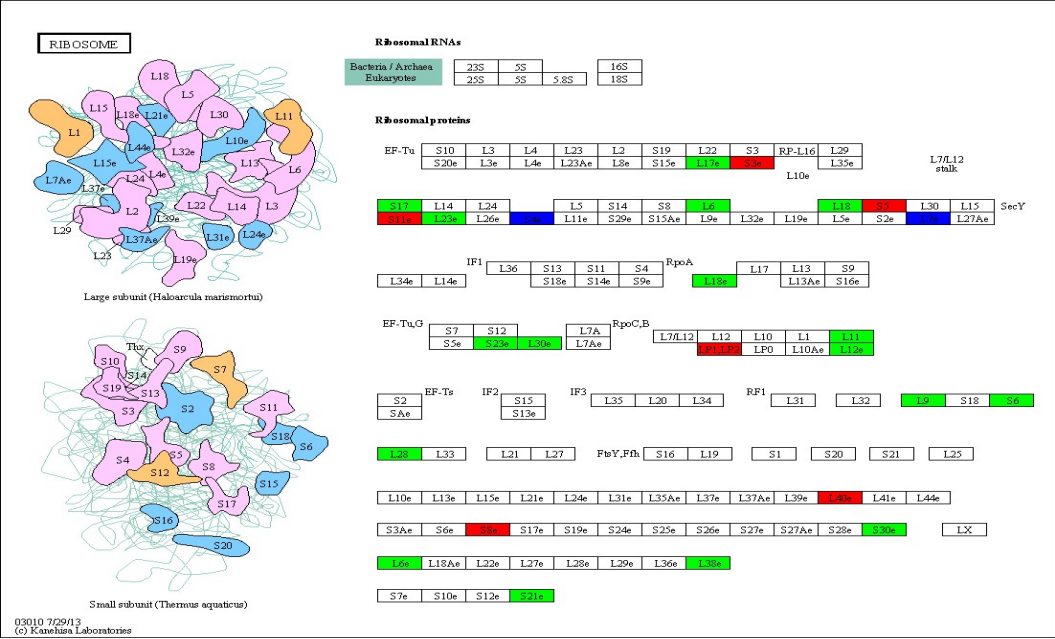 RIBOSOME
Ribosomal RNAs
Bacteria / Archaea
Eukaryotes
23S 5S 16S
25S 5S 5.8S 18S
Ribosomal proteins
EF-Tu S10 L3 L4 L23 L2 S19 L22 S3 RP-L16 L29
S20e L3e L4e L23Ae L8e S15e L17e S3e L35e
L10e
L7/L12
stalk
S17 L14 L24 L5 S14 S8 L6 L18 S5 L30 L15 SecY
S11e L23e L26e L11e S29e S15Ae L9e L32e L19e L5e S2e L27Ae
IF1 L36 S13 S11 S4 RpoA L17 L13 S9
L34e L14e S18e S14e S9e L18e L13Ae S16e
EF-Tu,G S7 S12 L7A RpoC,B
S5e S23e L30e L7Ae
L7/L12 L12 L10 L1 L11
LP1,LP2 LP0 L10Ae L12e
S2 EF-Ts IF2 S15 IF3 L35 L20 L34 RF1 L31 L32 L9 S18 S6
SAe S13e
L28 L33 L21 L27 FtsY,Ffh S16 L19 S1 S20 S21 L25
L10e L13e L15e L21e L24e L31e L35Ae L37e L37Ae L39e L40e L41e L44e
S3Ae S6e S8e S17e S19e S24e S25e S26e S27e S27Ae S28e S30e LX
L6e L18Ae L22e L27e L28e L29e L36e L38e
S7e S10e S12e S21e
L18
L5
L15 L18e L21e L30 L11
L1
L44e L32e L10e
L15e L13
L7Ae L37e L24 L4e L6
L2 L39e L22 L14 L3
L29
L37Ae L31e L24e
L23 L19e
Large subunit (Haloarcula marismortui)
Thx S9
S10 S14 S7
S19 S13
S3 S2 S11
S18 S6
S4 S5 S8
S12 S15
S17
S16
S20
Small subunit (Thermus aquaticus)
03010 7/29/13
(c) Kanehisa Laboratories